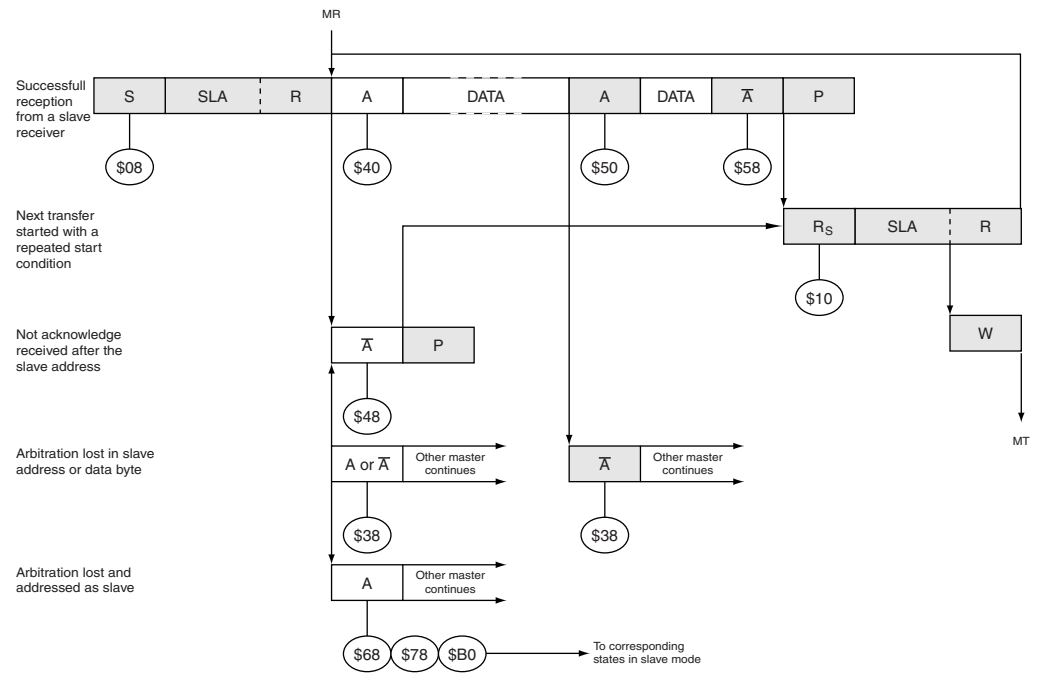 MR
Successfull
reception
from a slave
receiver
S SLA R A DATA A DATA A̅ P
$08 $40 $50 $58
Next transfer
started with a
repeated start
condition
RS SLA R
$10
Not acknowledge
received after the
slave address
A̅ P
W
$48
MT
Arbitration lost in slave
address or data byte
A or A̅ Other master
continues
A̅ Other master
continues
$38 $38
Arbitration lost and
addressed as slave
A Other master
continues
$68 $78 $B0 To corresponding
states in slave mode